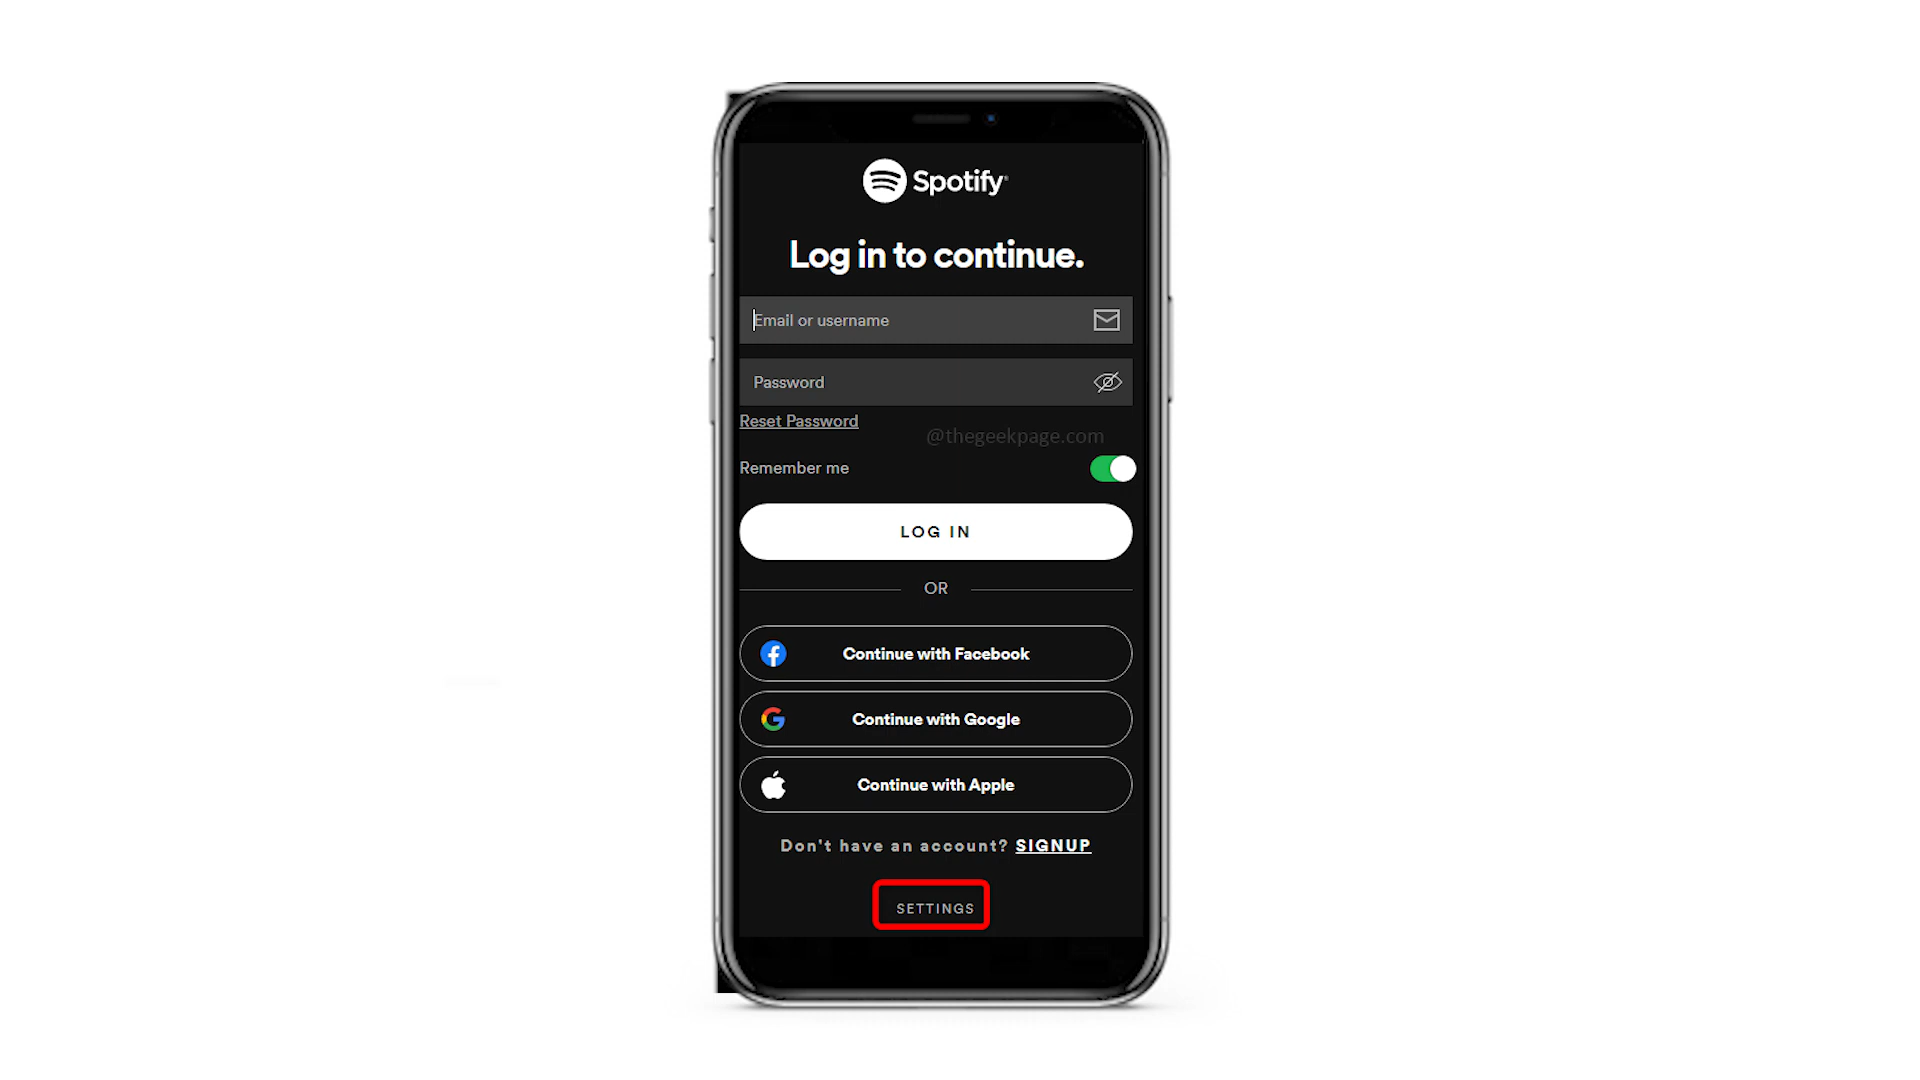 Spotify®
Log in to continue.
Email or username
Password
Reset Password
@thegeekpage.com
Remember me
LOG IN
OR
Continue with Facebook
Continue with Google
Continue with Apple
Don't have an account? SIGNUP
SETTINGS